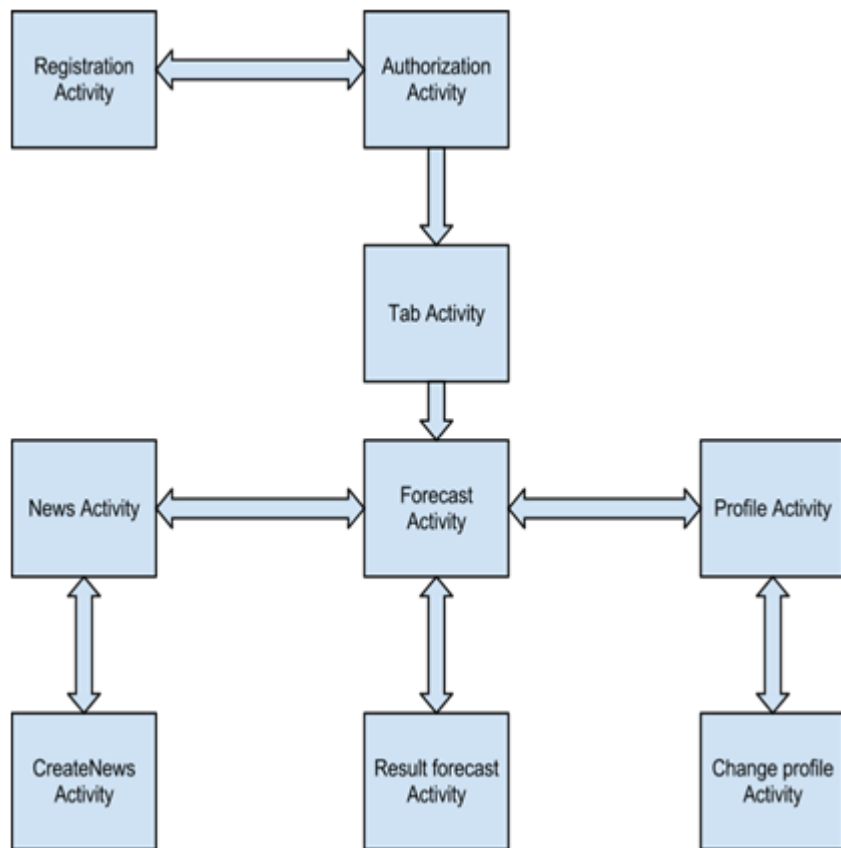 Registration
Activity
Authorization
Activity
Tab Activity
News Activity
Forecast
Activity
Profile Activity
CreateNews
Activity
Result forecast
Activity
Change profile
Activity